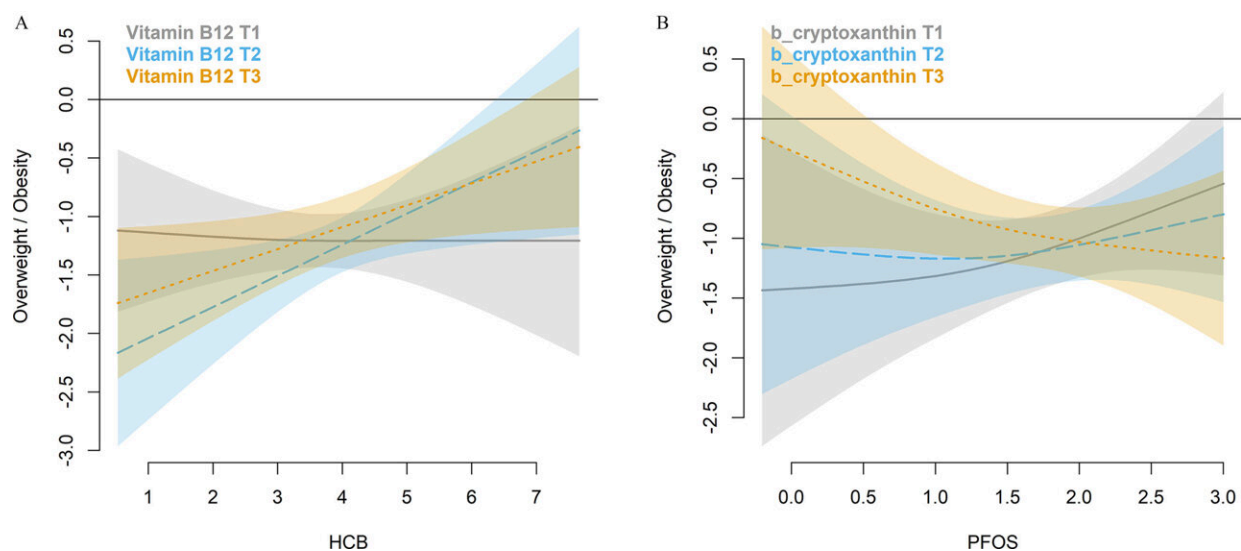 A
Vitamin B12 T1
Vitamin B12 T2
Vitamin B12 T3
0.5
0.0
-0.5
-1.0
-1.5
-2.0
-2.5
-3.0
Overweight / Obesity
1 2 3 4 5 6 7
HCB
B
b_cryptoxanthin T1
b_cryptoxanthin T2
b_cryptoxanthin T3
0.5
0.0
-0.5
-1.0
-1.5
-2.0
-2.5
Overweight / Obesity
0.0 0.5 1.0 1.5 2.0 2.5 3.0
PFOS